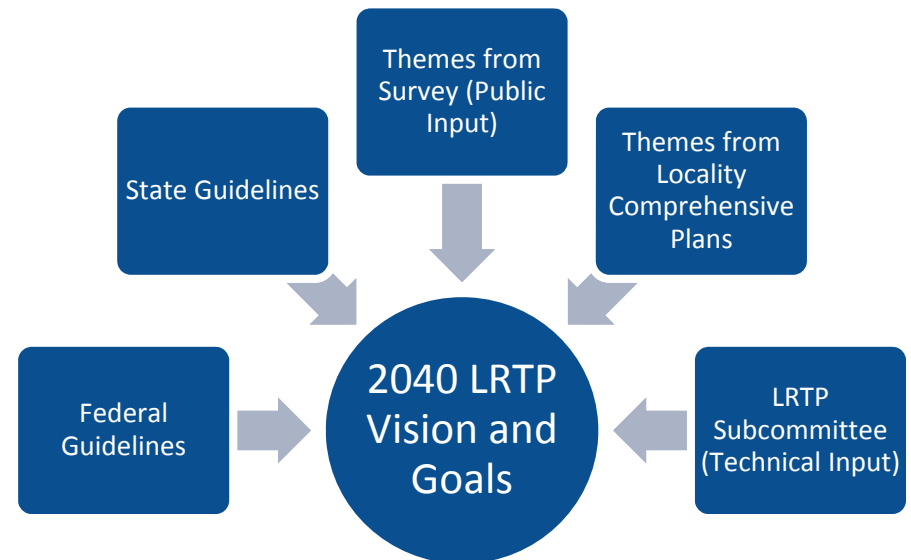 Themes from
Survey (Public
Input)
State Guidelines
Themes from
Locality
Comprehensive
Plans
Federal
Guidelines
2040 LRTP
Vision and
Goals
LRTP
Subcommittee
(Technical Input)